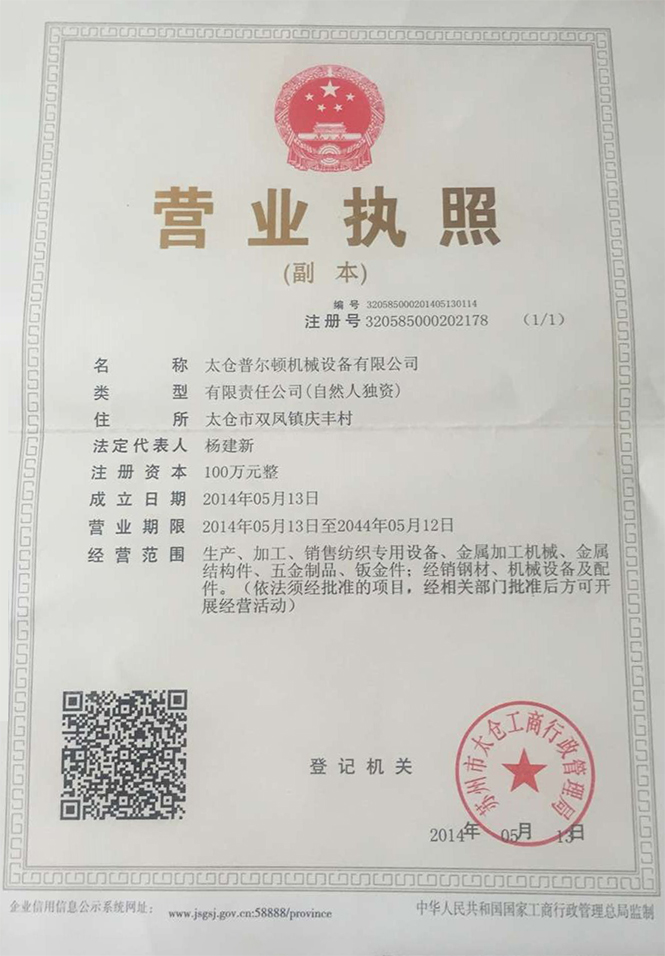 营业执照
(副 本)
编 号 320585000201405130114
注册号 320585000202178 （1/1）
名 称 太仓普尔顿机械设备有限公司
类 型 有限责任公司(自然人独资)
住 所 太仓市双凤镇庆丰村
法定代表人 杨建新
注 册 资 本 100万元整
成 立 日 期 2014年05月13日
营 业 期 限 2014年05月13日至2044年05月12日
经 营 范 围 生产、加工、销售纺织专用设备、金属加工机械、金属
结构件、五金制品、钣金件；经销钢材、机械设备及配
件。（依法须经批准的项目，经相关部门批准后方可开
展经营活动）
登 记 机 关
苏州市太仓工商行政管理局
2014年 05月 13日
企业信用信息公示系统网址： www.jsgsj.gov.cn:58888/province
中华人民共和国国家工商行政管理总局监制